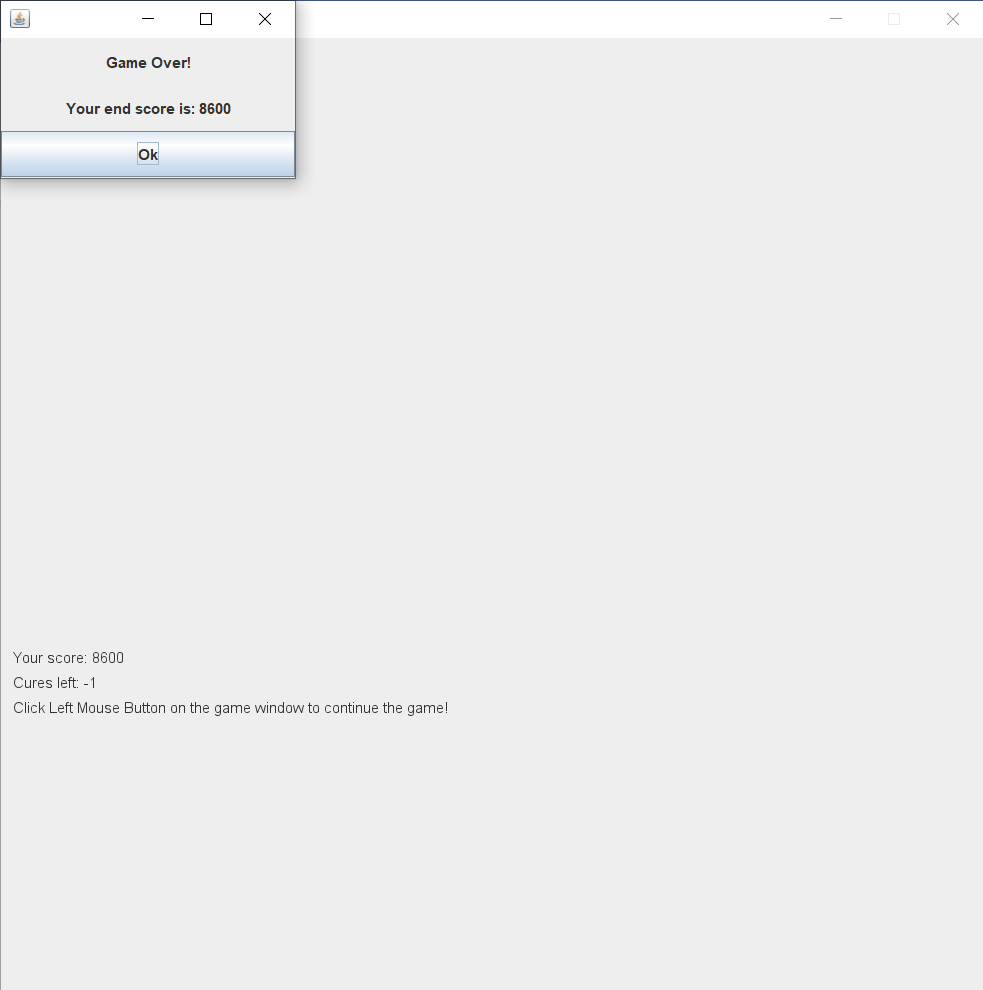 Game Over!
Your end score is: 8600
Ok
Your score: 8600
Cures left: -1
Click Left Mouse Button on the game window to continue the game!